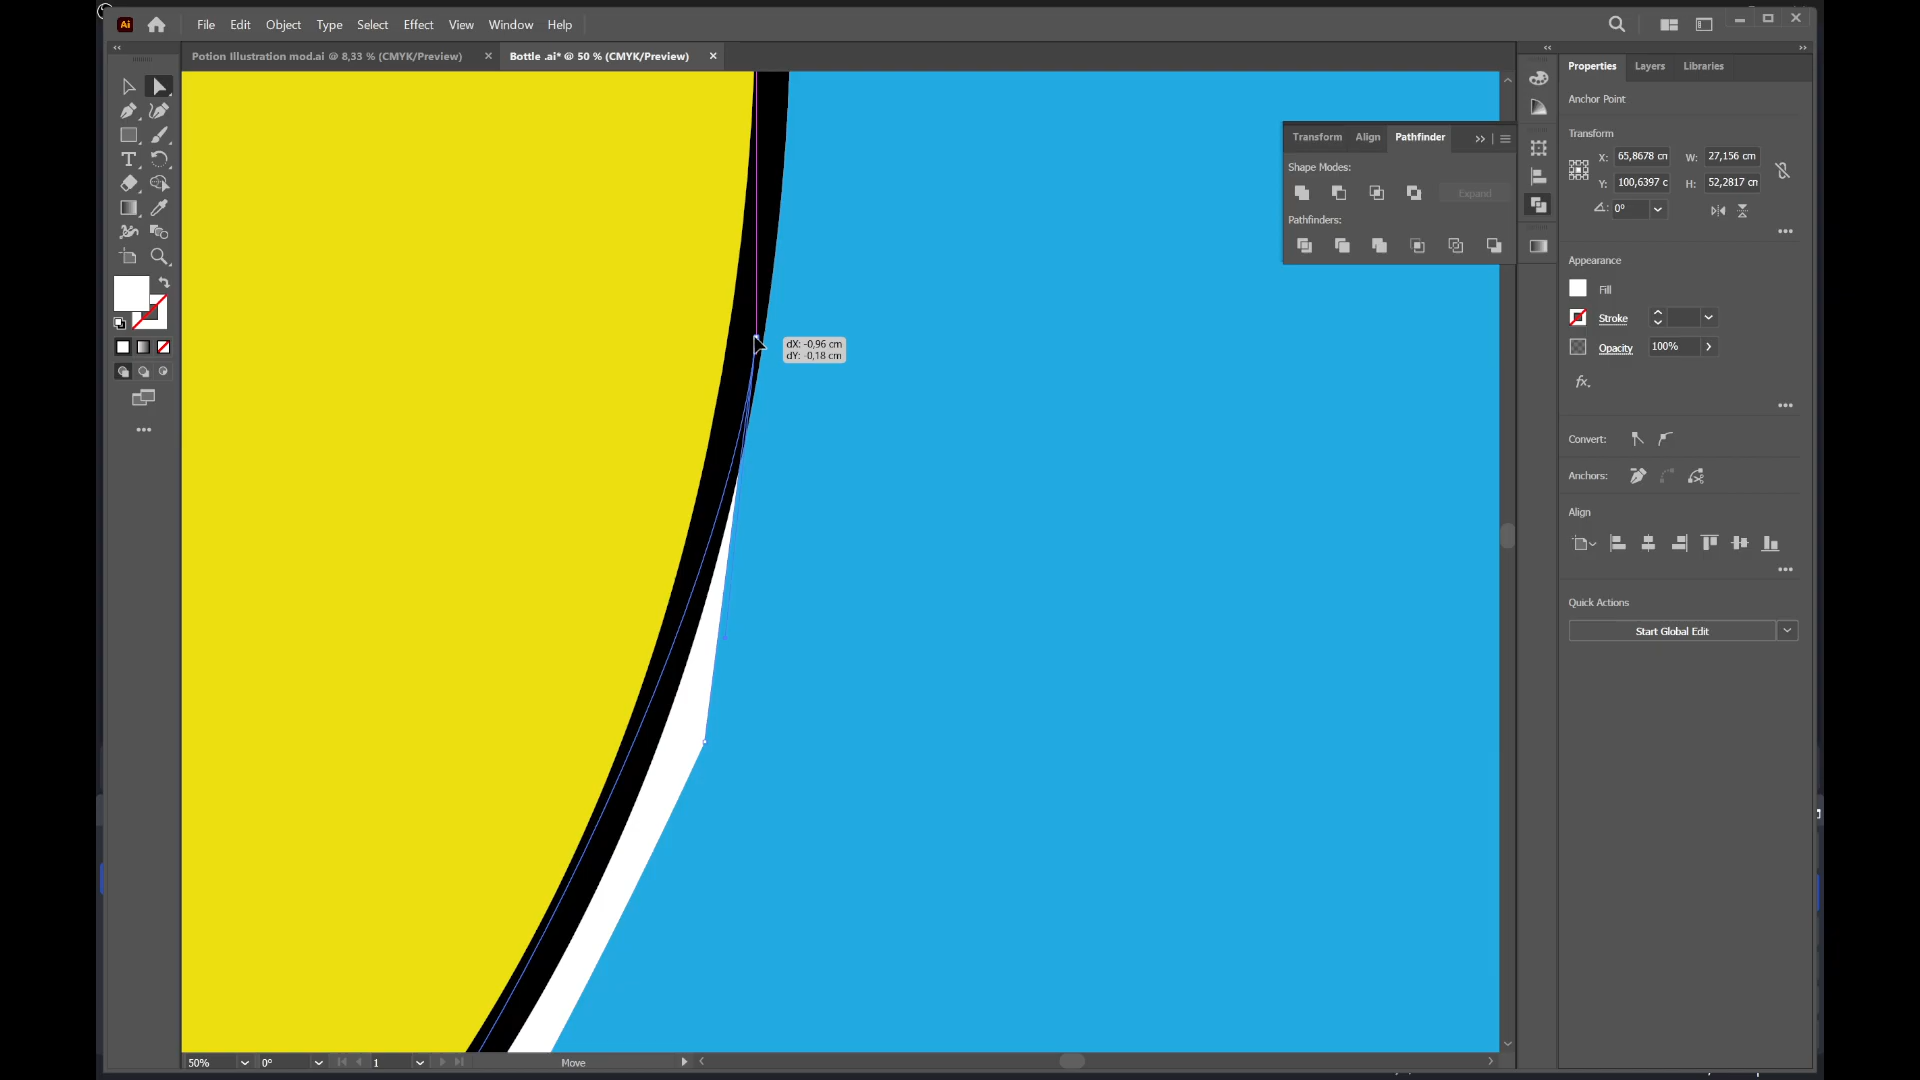 Ai File Edit Object Type Select Effect View Window Help
Potion Illustration mod.ai @ 8,33 % (CMYK/Preview) Bottle .ai* @ 50 % (CMYK/Preview)
Properties Layers Libraries
Anchor Point
Transform
X: 65,8678 cn W: 27,156 cm
Y: 100,6397 c H: 52,2817 cn
0°
Appearance
Fill
Stroke
Opacity 100%
fx.
Convert:
Anchors:
Align
Quick Actions
Start Global Edit
Transform Align Pathfinder
Shape Modes:
Expand
Pathfinders:
dX: -0,96 cm
dY: -0,18 cm
50% 0° 1 Move